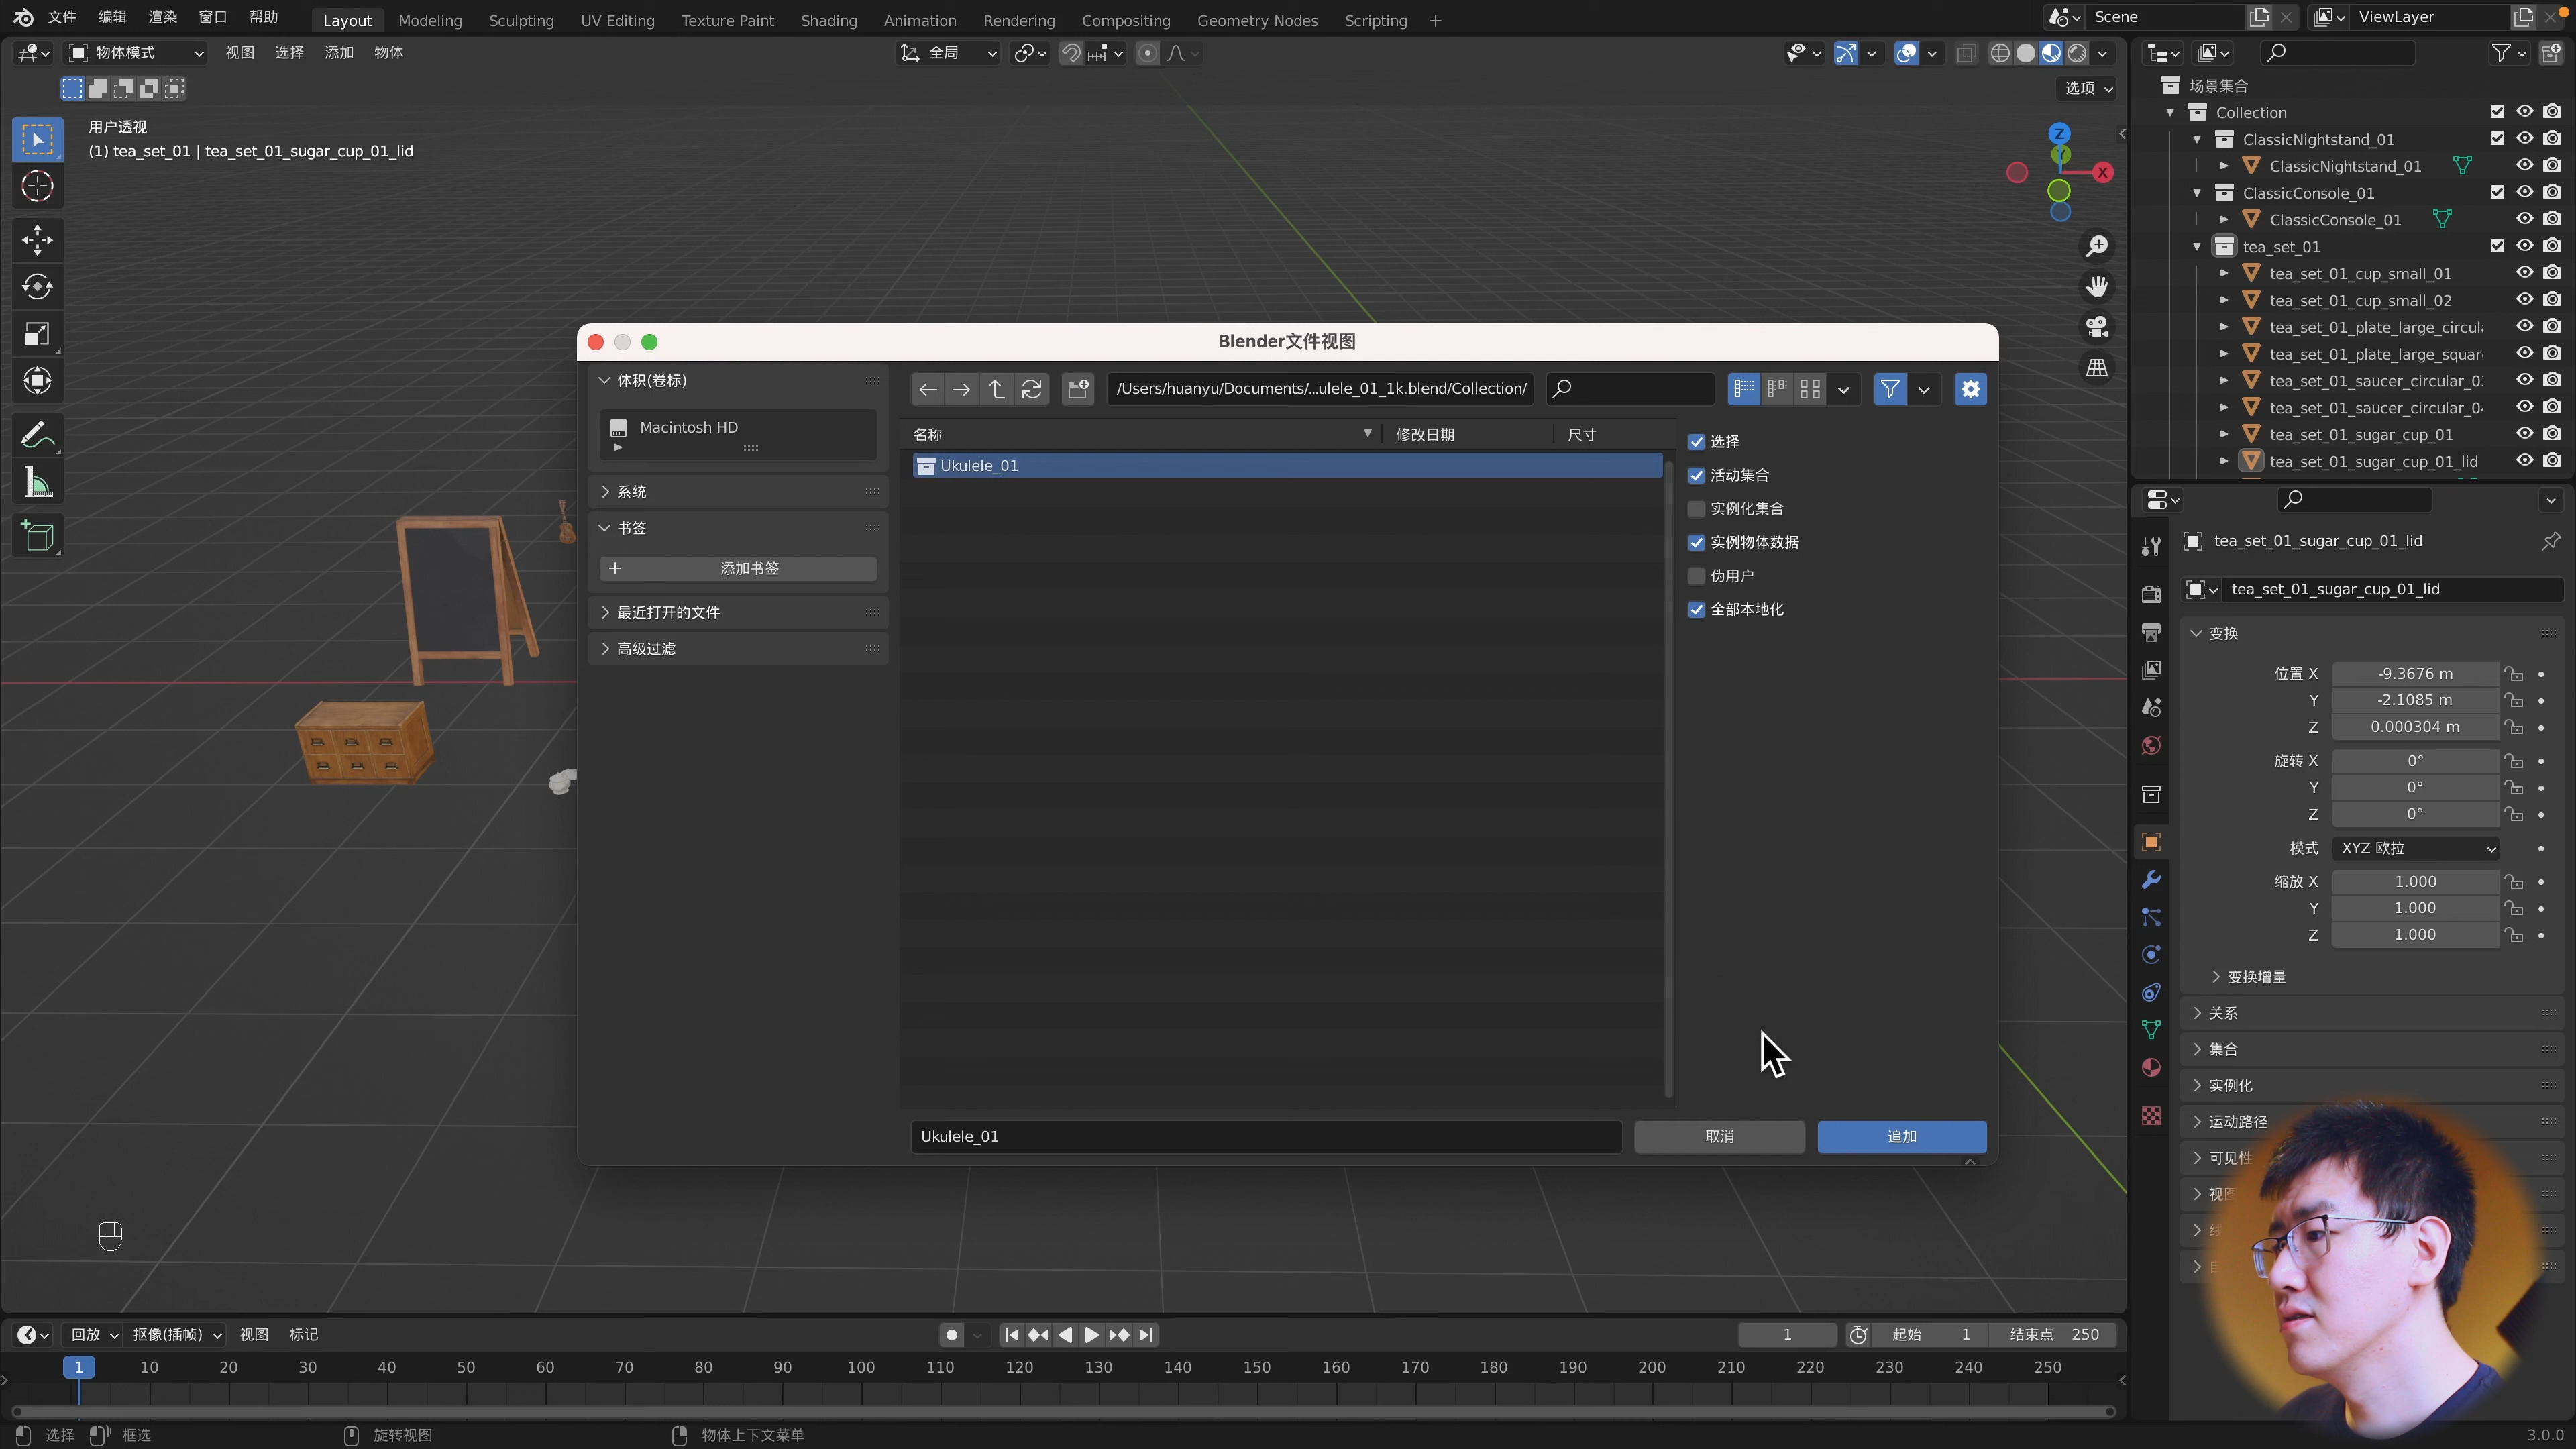 文件 编辑 渲染 窗口 帮助 Layout Modeling Sculpting UV Editing Texture Paint Shading Animation Rendering Compositing Geometry Nodes Scripting + Scene ViewLayer
物体模式 视图 选择 添加 物体 全局
选项
用户透视
(1) tea_set_01 | tea_set_01_sugar_cup_01_lid
Z
X
场景集合
Collection
ClassicNightstand_01
ClassicNightstand_01
ClassicConsole_01
ClassicConsole_01
tea_set_01
tea_set_01_cup_small_01
tea_set_01_cup_small_02
tea_set_01_plate_large_circula
tea_set_01_plate_large_squar
tea_set_01_saucer_circular_0
tea_set_01_saucer_circular_0
tea_set_01_sugar_cup_01
tea_set_01_sugar_cup_01_lid
Blender文件视图
体积(卷标)
Macintosh HD
系统
书签
添加书签
最近打开的文件
高级过滤
/Users/huanyu/Documents/...ulele_01_1k.blend/Collection/
名称 修改日期 尺寸
Ukulele_01
选择
活动集合
实例化集合
实例物体数据
伪用户
全部本地化
Ukulele_01 取消 追加
tea_set_01_sugar_cup_01_lid
tea_set_01_sugar_cup_01_lid
变换
位置 X -9.3676 m
Y -2.1085 m
Z 0.000304 m
旋转 X 0°
Y 0°
Z 0°
模式 XYZ 欧拉
缩放 X 1.000
Y 1.000
Z 1.000
变换增量
关系
集合
实例化
运动路径
可见性
视图
回放 抠像(插帧) 视图 标记 1 起始 1 结束点 250
1 10 20 30 40 50 60 70 80 90 100 110 120 130 140 150 160 170 180 190 200 210 220 230 240 250
选择 框选 旋转视图 物体上下文菜单 3.0.0